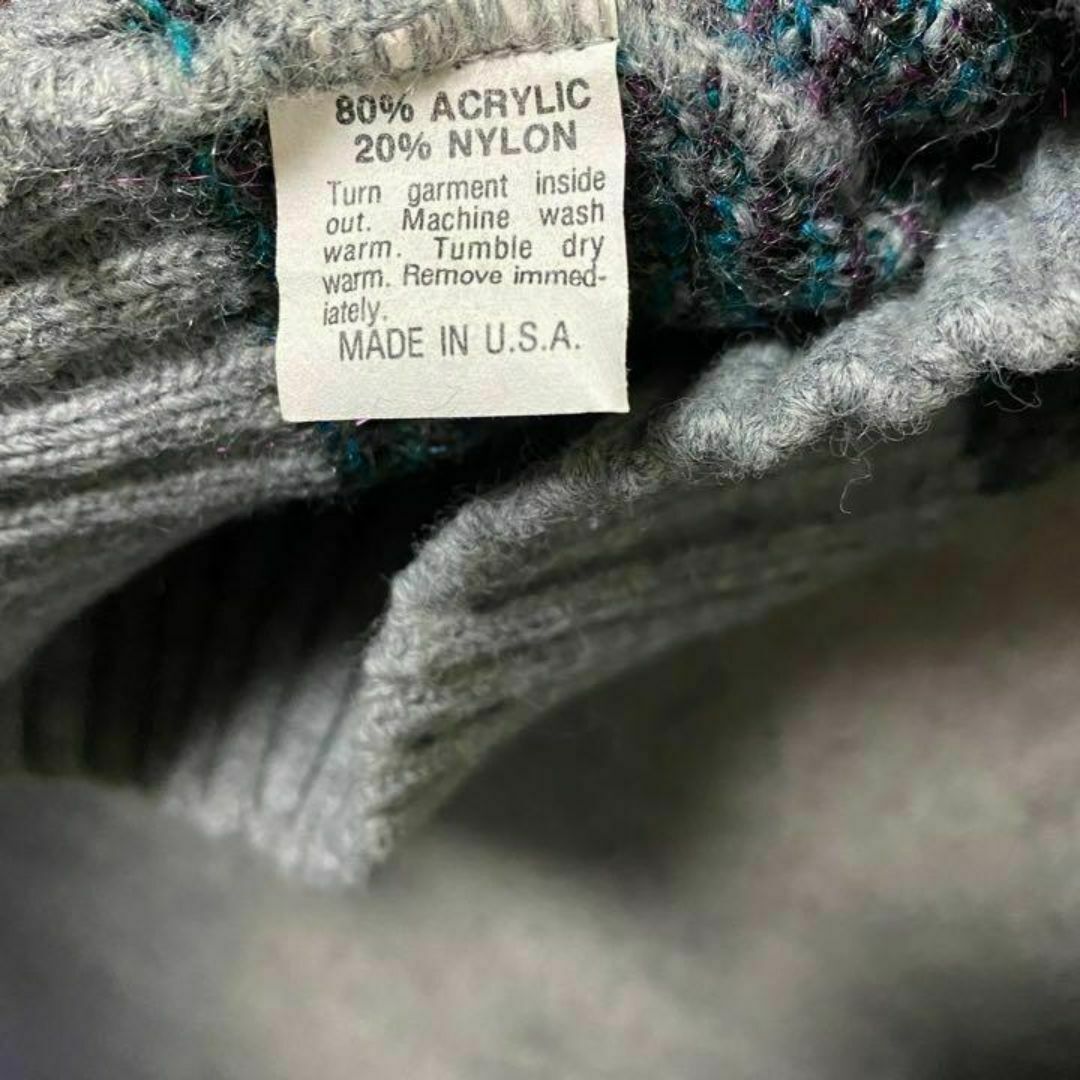 80% ACRYLIC
20% NYLON
Turn garment inside
out. Machine wash
warm. Tumble dry
warm. Remove immed-
iately.
MADE IN U.S.A.